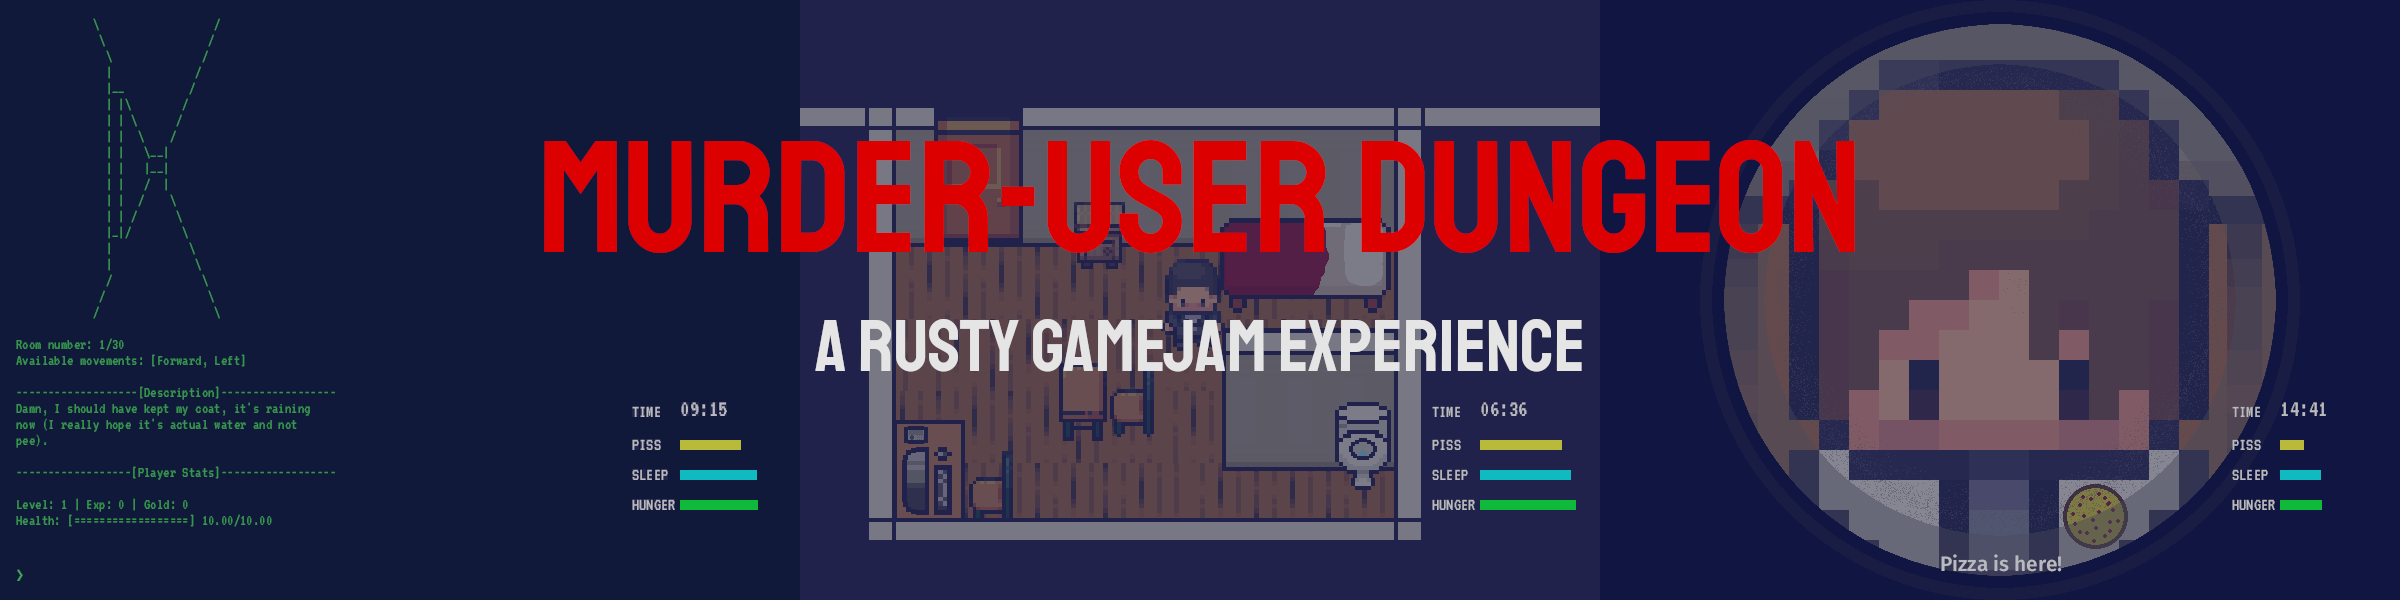 MURDER-USER DUNGEON
A RUSTY GAMEJAM EXPERIENCE
Room number: 1/30
Available movements: [Forward, Left]
------------------[Description]-----------------
Damn, I should have kept my coat, it's raining
now (I really hope it's actual water and not
pee).
-----------------[Player Stats]-----------------
Level: 1 | Exp: 0 | Gold: 0
Health: [==================] 10.00/10.00
❯
TIME 09:15
PISS
SLEEP
HUNGER
TIME 06:36
PISS
SLEEP
HUNGER
TIME 14:41
PISS
SLEEP
HUNGER
Pizza is here!